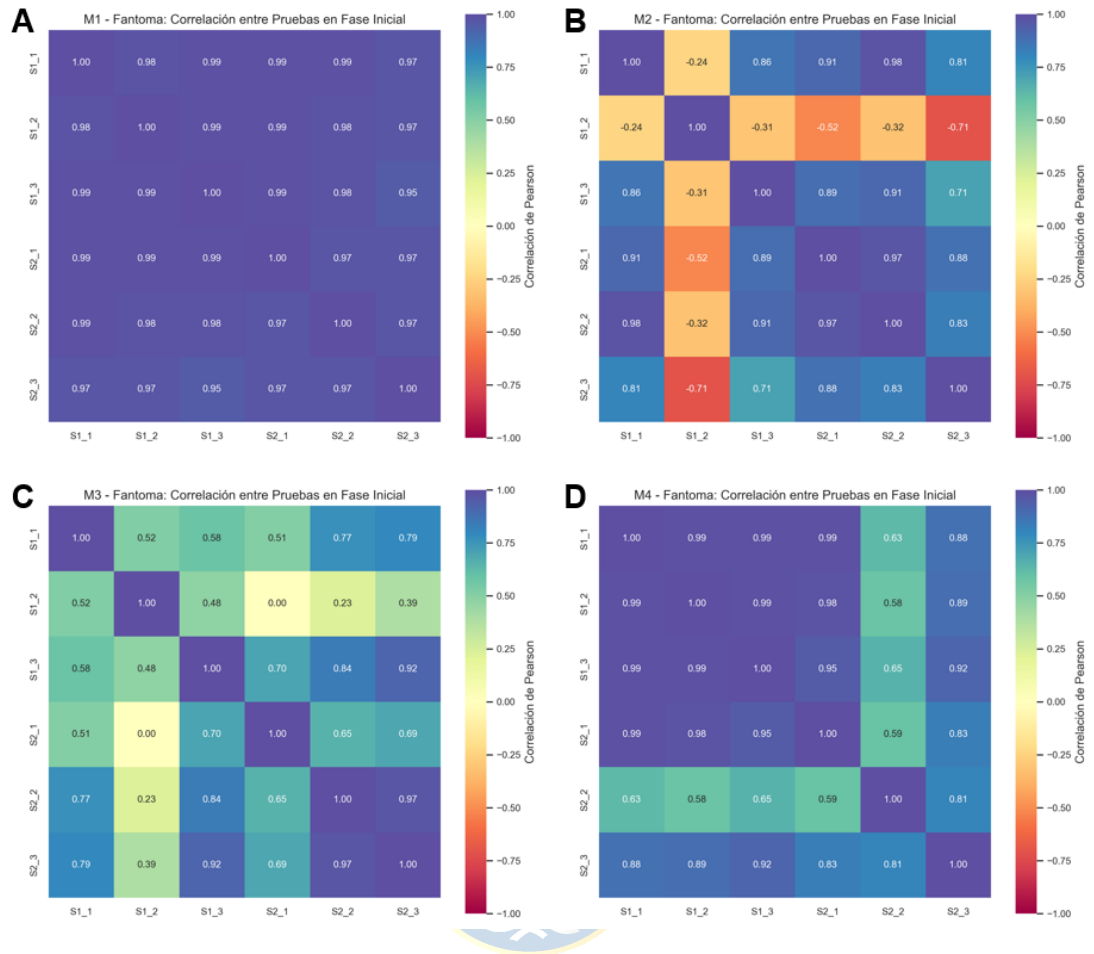 A
M1 - Fantoma: Correlación entre Pruebas en Fase Inicial
S1_1 1.00 0.98 0.99 0.99 0.99 0.97
S1_2 0.98 1.00 0.99 0.99 0.98 0.97
S1_3 0.99 0.99 1.00 0.99 0.98 0.95
S2_1 0.99 0.99 0.99 1.00 0.97 0.97
S2_2 0.99 0.98 0.98 0.97 1.00 0.97
S2_3 0.97 0.97 0.95 0.97 0.97 1.00
S1_1 S1_2 S1_3 S2_1 S2_2 S2_3
1.00
0.75
0.50
0.25
0.00
−0.25
−0.50
−0.75
−1.00
Correlación de Pearson
B
M2 - Fantoma: Correlación entre Pruebas en Fase Inicial
S1_1 1.00 -0.24 0.86 0.91 0.98 0.81
S1_2 -0.24 1.00 -0.31 -0.52 -0.32 -0.71
S1_3 0.86 -0.31 1.00 0.89 0.91 0.71
S2_1 0.91 -0.52 0.89 1.00 0.97 0.88
S2_2 0.98 -0.32 0.91 0.97 1.00 0.83
S2_3 0.81 -0.71 0.71 0.88 0.83 1.00
S1_1 S1_2 S1_3 S2_1 S2_2 S2_3
1.00
0.75
0.50
0.25
0.00
−0.25
−0.50
−0.75
−1.00
Correlación de Pearson
C
M3 - Fantoma: Correlación entre Pruebas en Fase Inicial
S1_1 1.00 0.52 0.58 0.51 0.77 0.79
S1_2 0.52 1.00 0.48 0.00 0.23 0.39
S1_3 0.58 0.48 1.00 0.70 0.84 0.92
S2_1 0.51 0.00 0.70 1.00 0.65 0.69
S2_2 0.77 0.23 0.84 0.65 1.00 0.97
S2_3 0.79 0.39 0.92 0.69 0.97 1.00
S1_1 S1_2 S1_3 S2_1 S2_2 S2_3
1.00
0.75
0.50
0.25
0.00
−0.25
−0.50
−0.75
−1.00
Correlación de Pearson
D
M4 - Fantoma: Correlación entre Pruebas en Fase Inicial
S1_1 1.00 0.99 0.99 0.99 0.63 0.88
S1_2 0.99 1.00 0.99 0.98 0.58 0.89
S1_3 0.99 0.99 1.00 0.95 0.65 0.92
S2_1 0.99 0.98 0.95 1.00 0.59 0.83
S2_2 0.63 0.58 0.65 0.59 1.00 0.81
S2_3 0.88 0.89 0.92 0.83 0.81 1.00
S1_1 S1_2 S1_3 S2_1 S2_2 S2_3
1.00
0.75
0.50
0.25
0.00
−0.25
−0.50
−0.75
−1.00
Correlación de Pearson